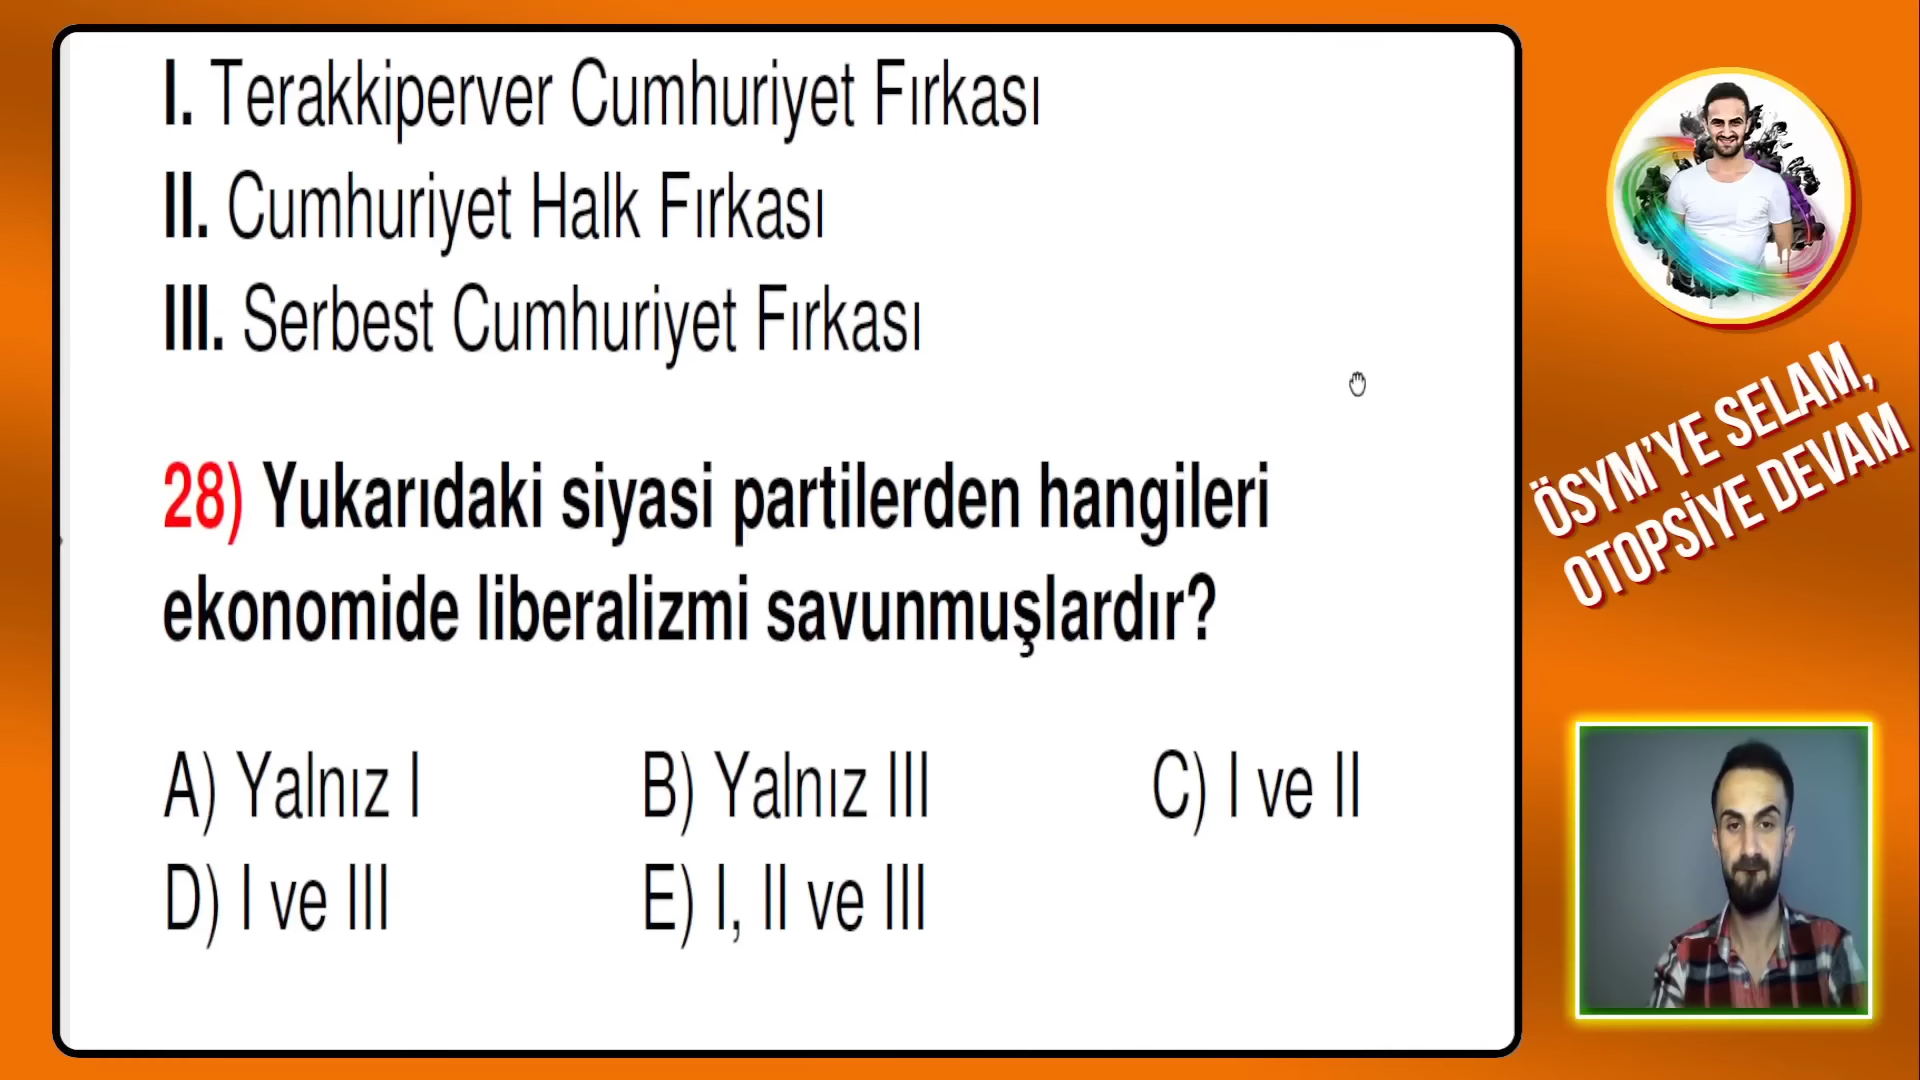 I. Terakkiperver Cumhuriyet Fırkası
II. Cumhuriyet Halk Fırkası
III. Serbest Cumhuriyet Fırkası
28) Yukarıdaki siyasi partilerden hangileri
ekonomide liberalizmi savunmuşlardır?
A) Yalnız I B) Yalnız III C) I ve II
D) I ve III E) I, II ve III
ÖSYM'YE SELAM,
OTOPSİYE DEVAM